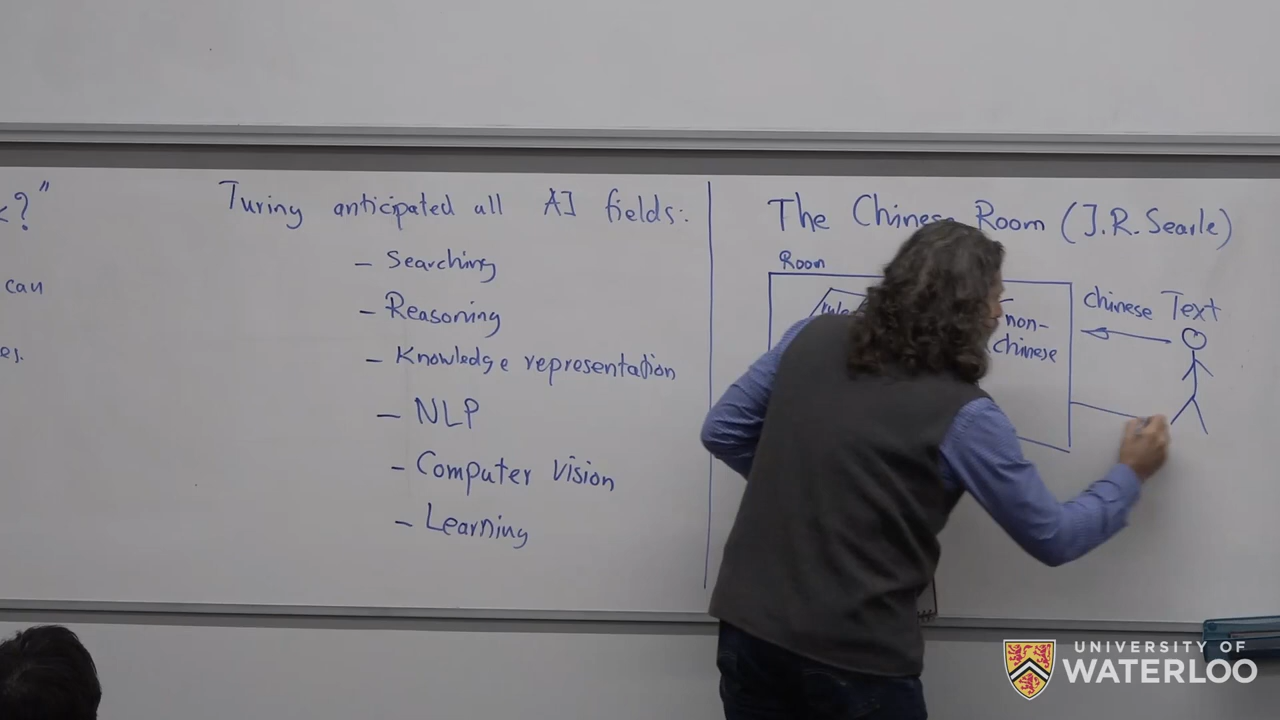 ?"
can
es.
Turing anticipated all AI fields:
- Searching
- Reasoning
- Knowledge representation
- NLP
- Computer vision
- Learning
The Chinese Room (J.R. Searle)
Room
rule
non-
chinese
chinese Text
UNIVERSITY OF
WATERLOO